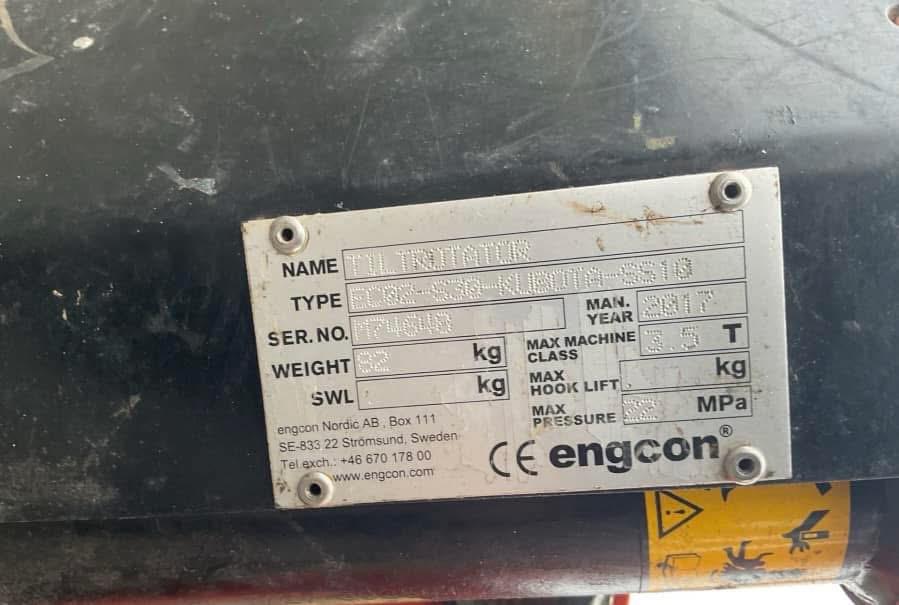 NAME TILTROTATOR
TYPE EC02-S30-KUBOTA-SS10
SER. NO. M74640 MAN. YEAR 2017
WEIGHT 82 kg MAX MACHINE CLASS 3.5 T
SWL kg MAX HOOK LIFT kg
MAX PRESSURE 22 MPa
engcon Nordic AB , Box 111
SE-833 22 Strömsund, Sweden
Tel.exch.: +46 670 178 00
www.engcon.com
CE engcon®